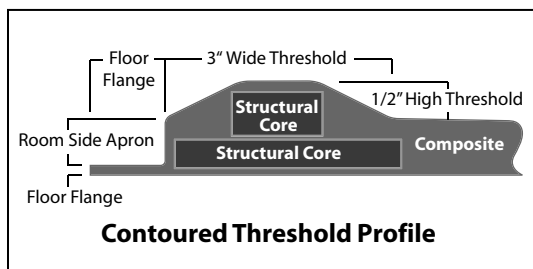 Floor
Flange
3“ Wide Threshold
1/2” High Threshold
Structural
Core
Room Side Apron
Structural Core
Composite
Floor Flange
Contoured Threshold Profile